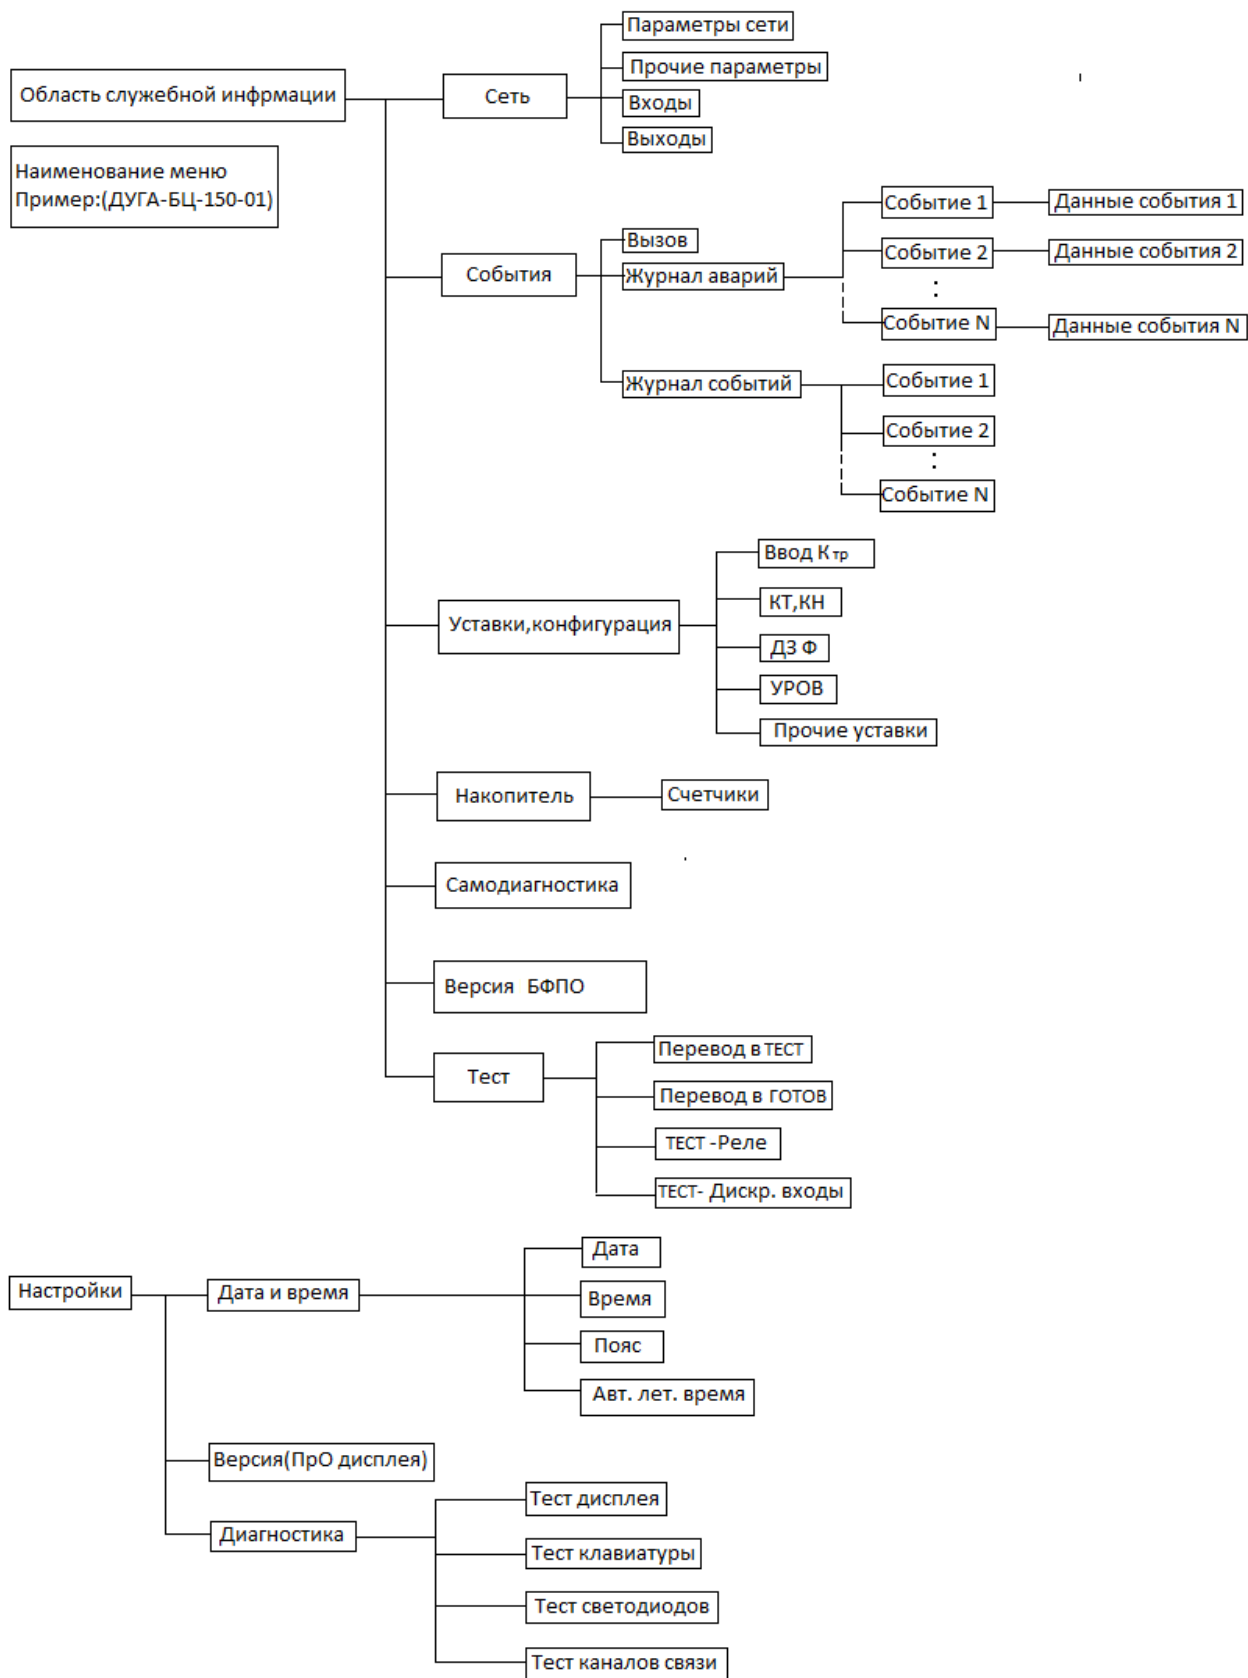 Область служебной инфрмации
Наименование меню
Пример:(ДУГА-БЦ-150-01)
Сеть
Параметры сети
Прочие параметры
Входы
Выходы
События
Вызов
Журнал аварий
Событие 1
Данные события 1
Событие 2
Данные события 2
:
Событие N
Данные события N
Журнал событий
Событие 1
Событие 2
:
Событие N
Уставки,конфигурация
Ввод К тр
КТ,КН
ДЗ Ф
УРОВ
Прочие уставки
Накопитель
Счетчики
Самодиагностика
Версия БФПО
Тест
Перевод в ТЕСТ
Перевод в ГОТОВ
ТЕСТ -Реле
ТЕСТ- Дискр. входы
Настройки
Дата и время
Дата
Время
Пояс
Авт. лет. время
Версия(ПрО дисплея)
Диагностика
Тест дисплея
Тест клавиатуры
Тест светодиодов
Тест каналов связи